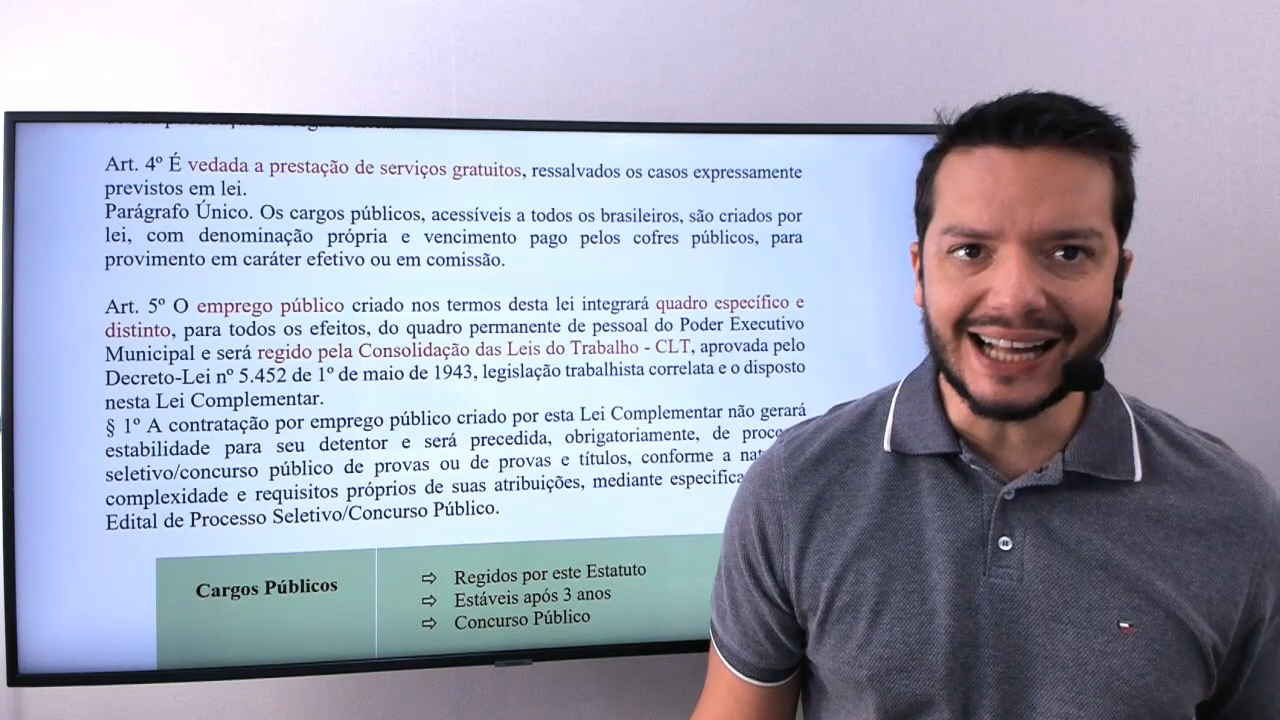 Art. 4º É vedada a prestação de serviços gratuitos, ressalvados os casos expressamente
previstos em lei.
Parágrafo Único. Os cargos públicos, acessíveis a todos os brasileiros, são criados por
lei, com denominação própria e vencimento pago pelos cofres públicos, para
provimento em caráter efetivo ou em comissão.
Art. 5º O emprego público criado nos termos desta lei integrará quadro específico e
distinto, para todos os efeitos, do quadro permanente de pessoal do Poder Executivo
Municipal e será regido pela Consolidação das Leis do Trabalho - CLT, aprovada pelo
Decreto-Lei nº 5.452 de 1º de maio de 1943, legislação trabalhista correlata e o disposto
nesta Lei Complementar.
§ 1º A contratação por emprego público criado por esta Lei Complementar não gerará
estabilidade para seu detentor e será precedida, obrigatoriamente, de
seletivo/concurso público de provas ou de provas e títulos, conforme a
complexidade e requisitos próprios de suas atribuições, mediante
Edital de Processo Seletivo/Concurso Público.
Cargos Públicos
⇨ Regidos por este Estatuto
⇨ Estáveis após 3 anos
⇨ Concurso Público